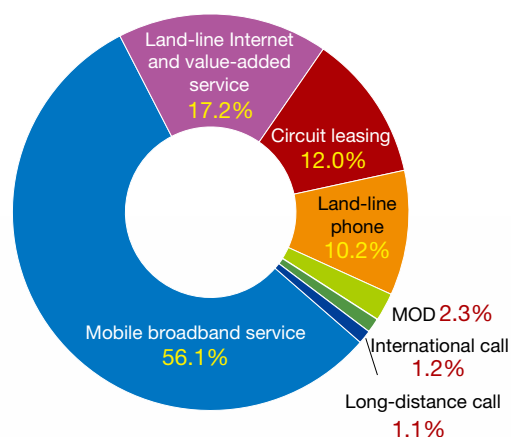 Land-line Internet
and value-added
service
17.2%
Circuit leasing
12.0%
Land-line
phone
10.2%
MOD 2.3%
International call
1.2%
Long-distance call
1.1%
Mobile broadband service
56.1%